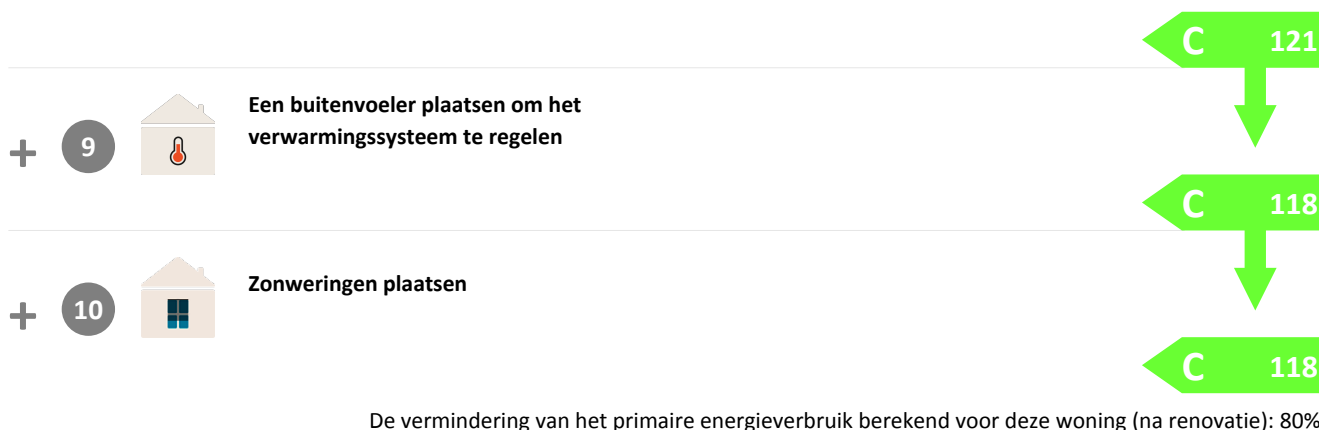 C 121
Een buitenvoeler plaatsen om het
verwarmingssysteem te regelen
+ 9
C 118
Zonweringen plaatsen
+ 10
C 118
De vermindering van het primaire energieverbruik berekend voor deze woning (na renovatie): 80%